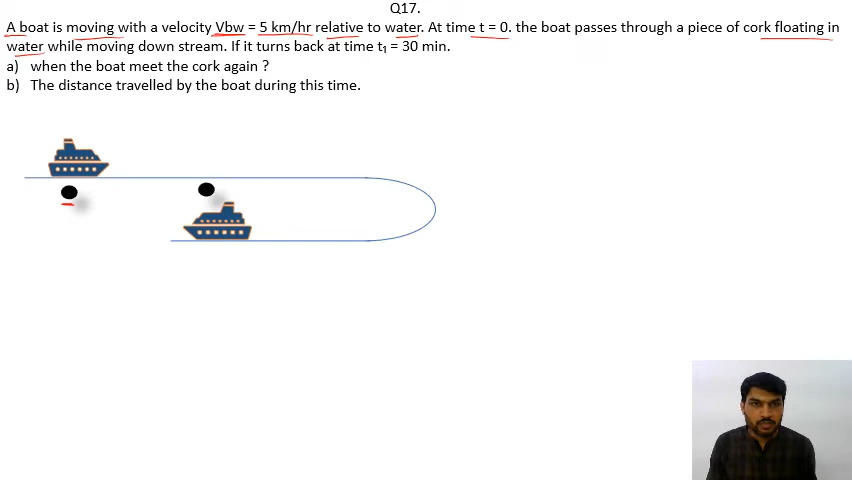 Q17.
A boat is moving with a velocity Vbw = 5 km/hr relative to water. At time t = 0. the boat passes through a piece of cork floating in
water while moving down stream. If it turns back at time t₁ = 30 min.
a) when the boat meet the cork again ?
b) The distance travelled by the boat during this time.